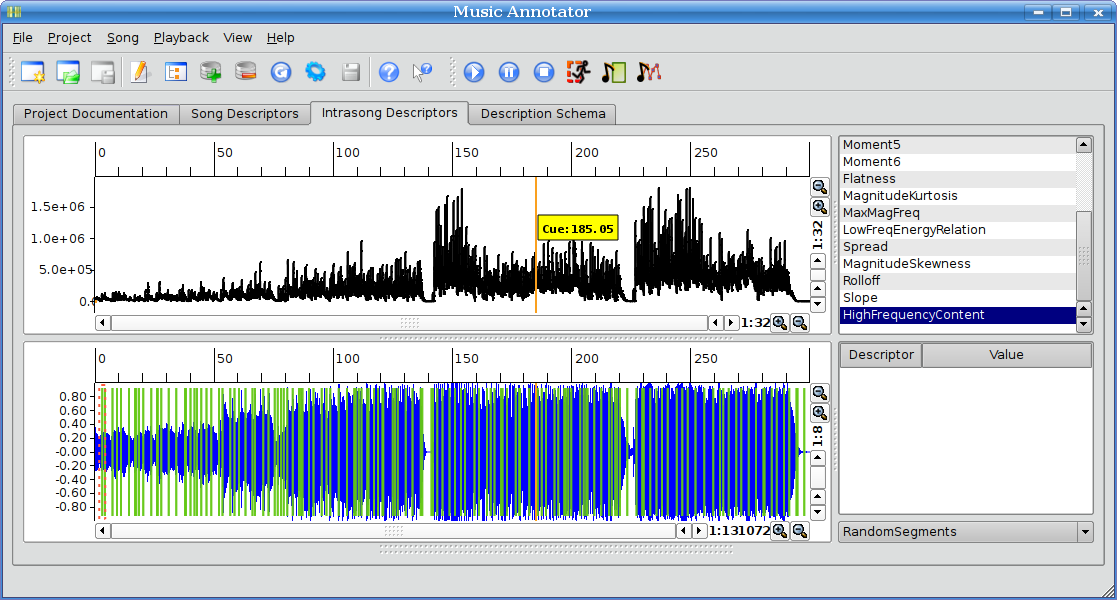 Music Annotator
File Project Song Playback View Help
Project Documentation Song Descriptors Intrasong Descriptors Description Schema
0 50 100 150 200 250
1.5e+06
1.0e+06
5.0e+05
0.
Cue:185.05
1:32
1:32
Moment5
Moment6
Flatness
MagnitudeKurtosis
MaxMagFreq
LowFreqEnergyRelation
Spread
MagnitudeSkewness
Rolloff
Slope
HighFrequencyContent
0 50 100 150 200 250
0.80
0.60
0.40
0.20
-0.00
-0.20
-0.40
-0.60
-0.80
1:8
1:131072
Descriptor Value
RandomSegments